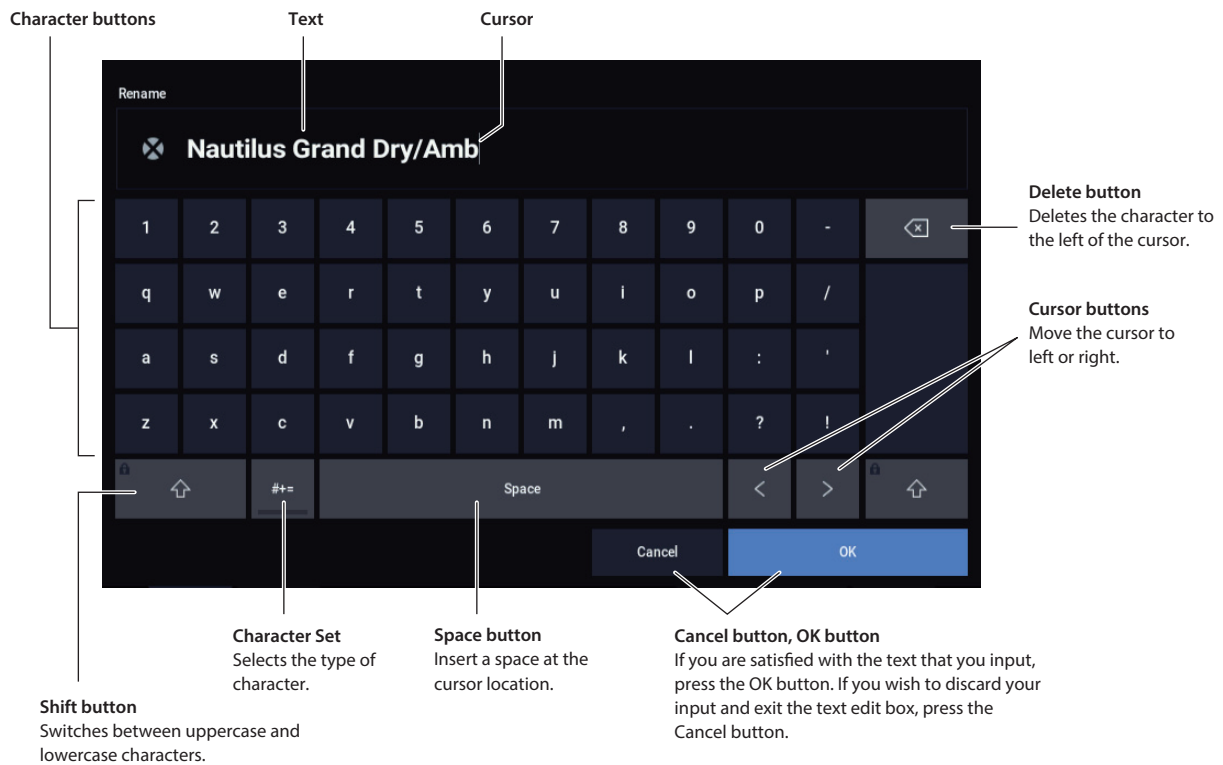 Character buttons Text Cursor
Rename
Nautilus Grand Dry/Amb
1 2 3 4 5 6 7 8 9 0 -
q w e r t y u i o p /
a s d f g h j k l : '
z x c v b n m , . ? !
#+= Space < >
Cancel OK
Delete button
Deletes the character to
the left of the cursor.
Cursor buttons
Move the cursor to
left or right.
Character Set
Selects the type of
character.
Space button
Insert a space at the
cursor location.
Cancel button, OK button
If you are satisfied with the text that you input,
press the OK button. If you wish to discard your
input and exit the text edit box, press the
Cancel button.
Shift button
Switches between uppercase and
lowercase characters.